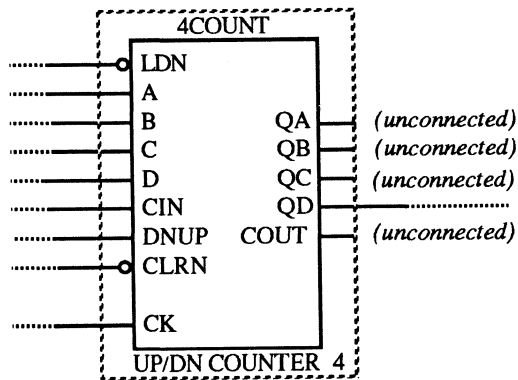 4COUNT
LDN
A
B QA (unconnected)
C QB (unconnected)
D QC (unconnected)
CIN QD
DNUP COUT (unconnected)
CLRN
CK
UP/DN COUNTER 4